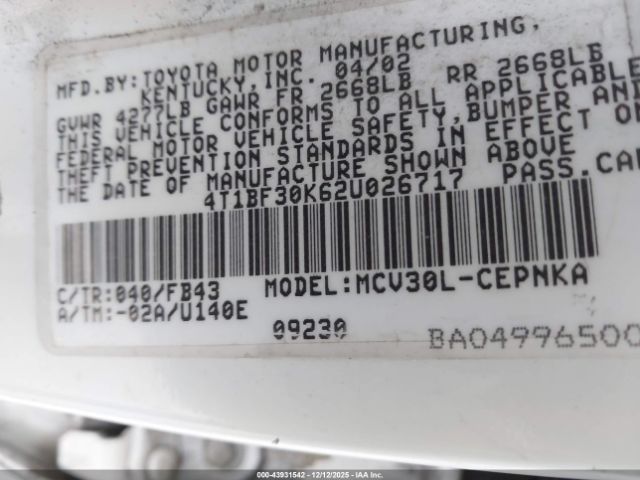 MFD.BY:TOYOTA MOTOR MANUFACTURING,
KENTUCKY,INC. 04/02
GVWR 4277LB GAWR FR 2668LB RR 2668LB
THIS VEHICLE CONFORMS TO ALL APPLICABLE
FEDERAL MOTOR VEHICLE SAFETY,BUMPER AND
THEFT PREVENTION STANDARDS IN EFFECT ON
THE DATE OF MANUFACTURE SHOWN ABOVE
4T1BF30K62U026717 PASS.CAR
C/TR:040/FB43 MODEL:MCV30L-CEPNKA
A/TM:-02A/U140E
09230 BA04996500
© IN-STOCK#: 43931542 - 12/12/2025 - IAA Inc.